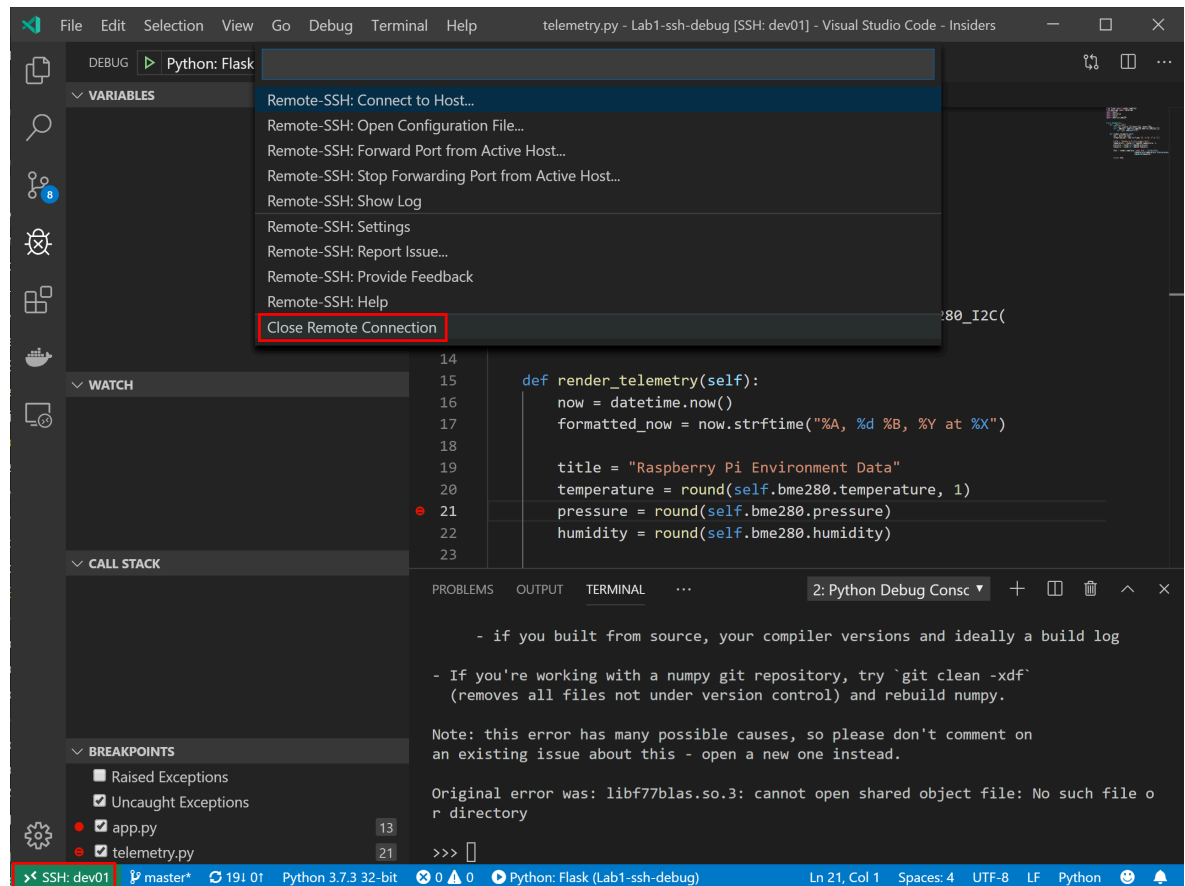 File Edit Selection View Go Debug Terminal Help telemetry.py - Lab1-ssh-debug [SSH: dev01] - Visual Studio Code - Insiders
DEBUG Python: Flask
VARIABLES
Remote-SSH: Connect to Host...
Remote-SSH: Open Configuration File...
Remote-SSH: Forward Port from Active Host...
Remote-SSH: Stop Forwarding Port from Active Host...
Remote-SSH: Show Log
Remote-SSH: Settings
Remote-SSH: Report Issue...
Remote-SSH: Provide Feedback
Remote-SSH: Help
Close Remote Connection
8
280_I2C(
14
15 def render_telemetry(self):
16 now = datetime.now()
17 formatted_now = now.strftime("%A, %d %B, %Y at %X")
18
19 title = "Raspberry Pi Environment Data"
20 temperature = round(self.bme280.temperature, 1)
21 pressure = round(self.bme280.pressure)
22 humidity = round(self.bme280.humidity)
23
WATCH
CALL STACK
PROBLEMS OUTPUT TERMINAL ... 2: Python Debug Consc
- if you built from source, your compiler versions and ideally a build log
- If you're working with a numpy git repository, try `git clean -xdf`
(removes all files not under version control) and rebuild numpy.
Note: this error has many possible causes, so please don't comment on
an existing issue about this - open a new one instead.
Original error was: libf77blas.so.3: cannot open shared object file: No such file o
r directory
>>>
BREAKPOINTS
Raised Exceptions
Uncaught Exceptions
app.py 13
telemetry.py 21
SSH: dev01 master* 19↓ 0↑ Python 3.7.3 32-bit 0 0 Python: Flask (Lab1-ssh-debug) Ln 21, Col 1 Spaces: 4 UTF-8 LF Python